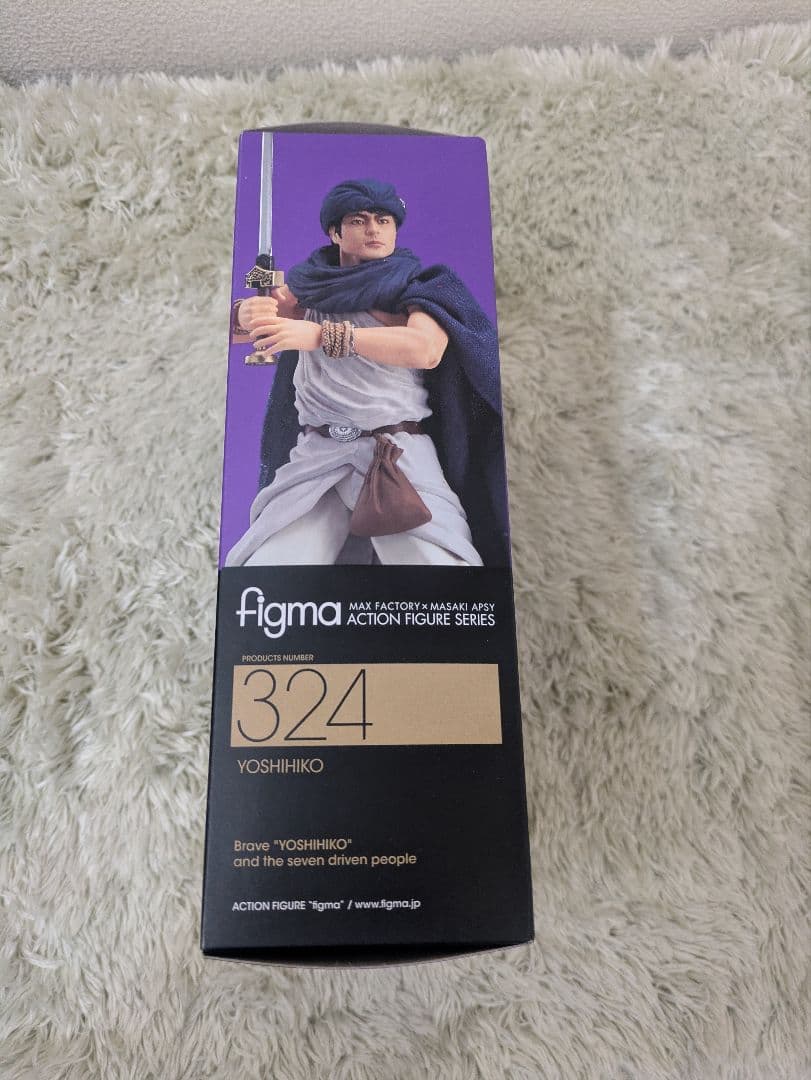 figma MAX FACTORY × MASAKI APSY
ACTION FIGURE SERIES
PRODUCTS NUMBER
324
YOSHIHIKO
Brave "YOSHIHIKO"
and the seven driven people
ACTION FIGURE "figma" / www.figma.jp